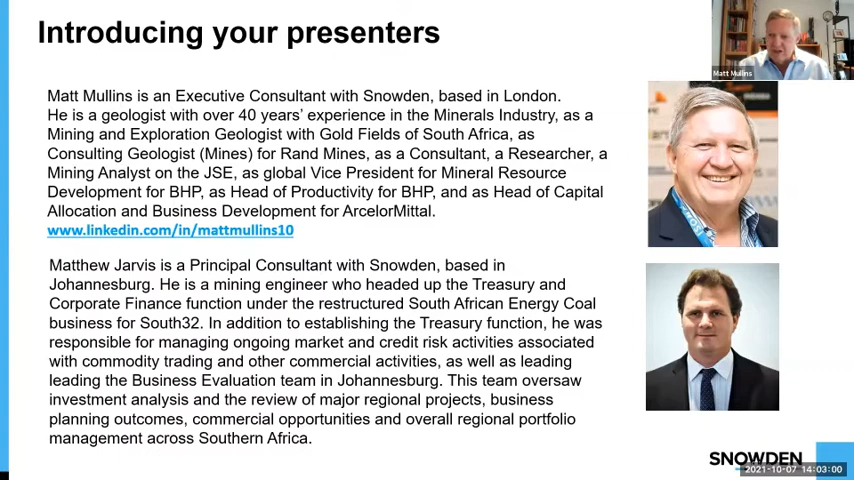 Introducing your presenters
Matt Mullins
Matt Mullins is an Executive Consultant with Snowden, based in London.
He is a geologist with over 40 years' experience in the Minerals Industry, as a
Mining and Exploration Geologist with Gold Fields of South Africa, as
Consulting Geologist (Mines) for Rand Mines, as a Consultant, a Researcher, a
Mining Analyst on the JSE, as global Vice President for Mineral Resource
Development for BHP, as Head of Productivity for BHP, and as Head of Capital
Allocation and Business Development for ArcelorMittal.
www.linkedin.com/in/mattmullins10
Matthew Jarvis is a Principal Consultant with Snowden, based in
Johannesburg. He is a mining engineer who headed up the Treasury and
Corporate Finance function under the restructured South African Energy Coal
business for South32. In addition to establishing the Treasury function, he was
responsible for managing ongoing market and credit risk activities associated
with commodity trading and other commercial activities, as well as leading
leading the Business Evaluation team in Johannesburg. This team oversaw
investment analysis and the review of major regional projects, business
planning outcomes, commercial opportunities and overall regional portfolio
management across Southern Africa.
SNOWDEN
2021-10-07 14:03:00